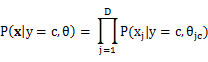 P(x|y = c, θ) = ∏_{j=1}^{D} P(x_j|y = c, θ_{jc})